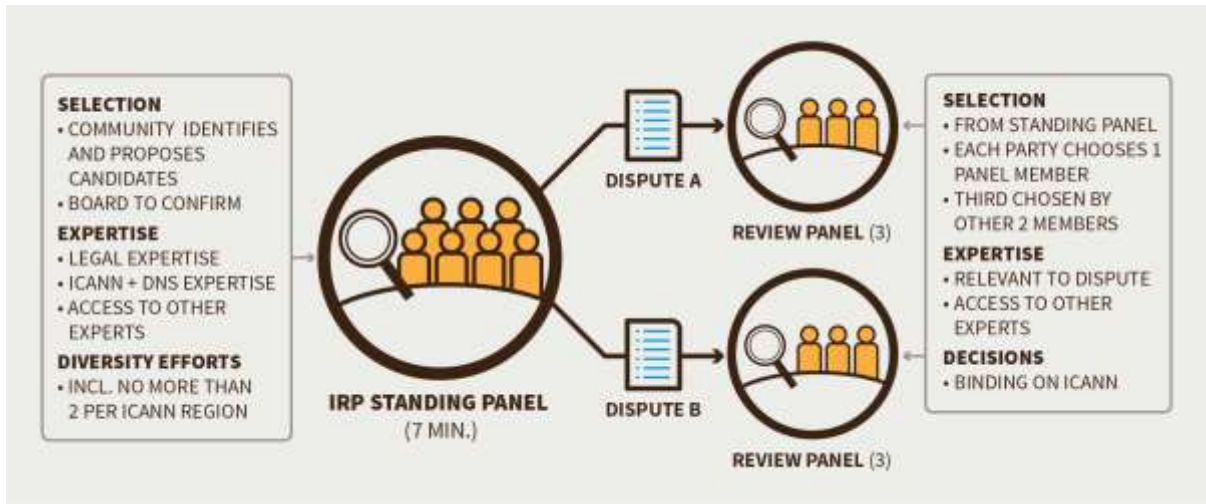 SELECTION
• COMMUNITY IDENTIFIES
AND PROPOSES
CANDIDATES
• BOARD TO CONFIRM
EXPERTISE
• LEGAL EXPERTISE
• ICANN + DNS EXPERTISE
• ACCESS TO OTHER
EXPERTS
DIVERSITY EFFORTS
• INCL. NO MORE THAN
2 PER ICANN REGION
IRP STANDING PANEL
(7 MIN.)
DISPUTE A
REVIEW PANEL (3)
DISPUTE B
REVIEW PANEL (3)
SELECTION
• FROM STANDING PANEL
• EACH PARTY CHOOSES 1
PANEL MEMBER
• THIRD CHOSEN BY
OTHER 2 MEMBERS
EXPERTISE
• RELEVANT TO DISPUTE
• ACCESS TO OTHER
EXPERTS
DECISIONS
• BINDING ON ICANN